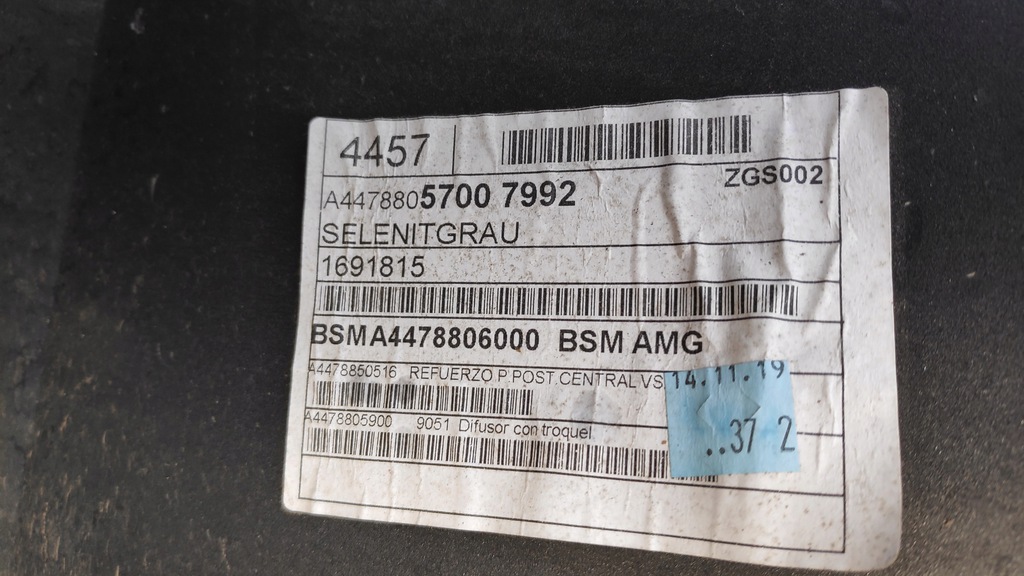 4457
ZGS002
A4478805700 7992
SELENITGRAU
1691815
BSMA4478806000 BSM AMG
A4478850516 REFUERZO P.POST.CENTRAL VS
14.11.19
A4478805900 9051 Difusor con troquel
..37 2